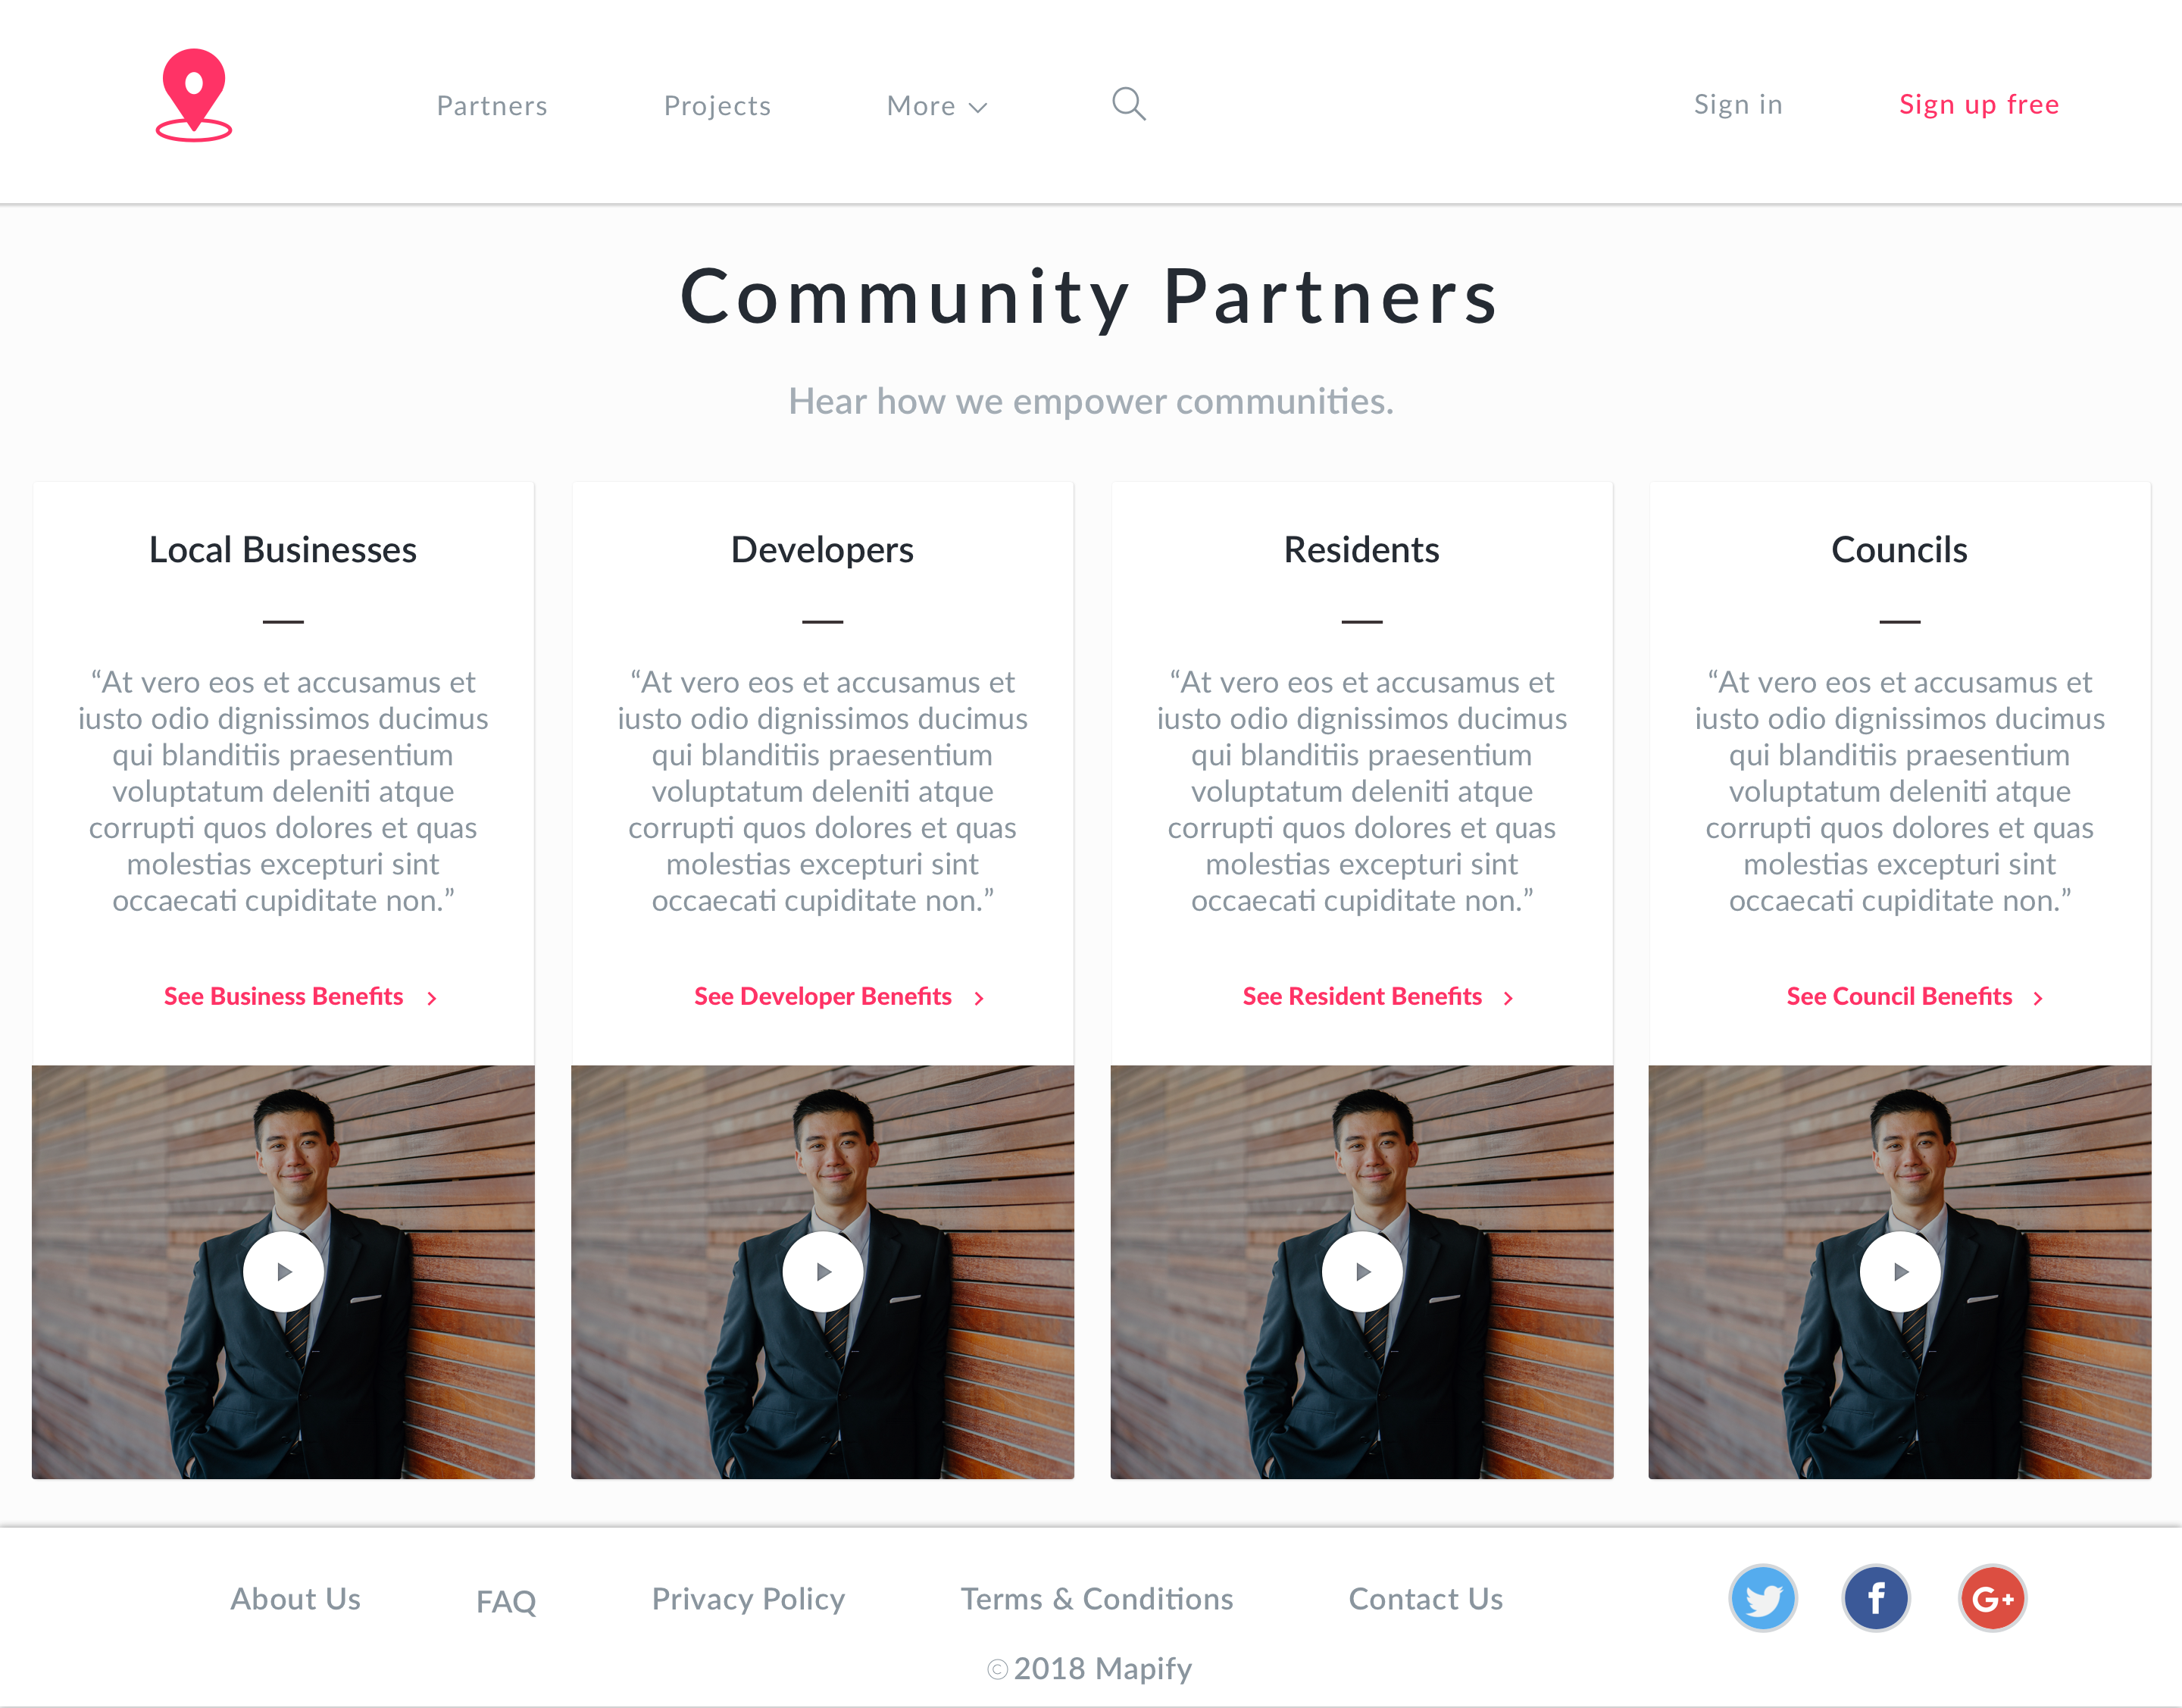 Partners
Projects
More
Sign in
Sign up free
Community Partners
Hear how we empower communities.
Local Businesses
“At vero eos et accusamus et
iusto odio dignissimos ducimus
qui blanditiis praesentium
voluptatum deleniti atque
corrupti quos dolores et quas
molestias excepturi sint
occaecati cupiditate non.”
See Business Benefits
Developers
“At vero eos et accusamus et
iusto odio dignissimos ducimus
qui blanditiis praesentium
voluptatum deleniti atque
corrupti quos dolores et quas
molestias excepturi sint
occaecati cupiditate non.”
See Developer Benefits
Residents
“At vero eos et accusamus et
iusto odio dignissimos ducimus
qui blanditiis praesentium
voluptatum deleniti atque
corrupti quos dolores et quas
molestias excepturi sint
occaecati cupiditate non.”
See Resident Benefits
Councils
“At vero eos et accusamus et
iusto odio dignissimos ducimus
qui blanditiis praesentium
voluptatum deleniti atque
corrupti quos dolores et quas
molestias excepturi sint
occaecati cupiditate non.”
See Council Benefits
About Us
FAQ
Privacy Policy
Terms & Conditions
Contact Us
f
G+
© 2018 Mapify